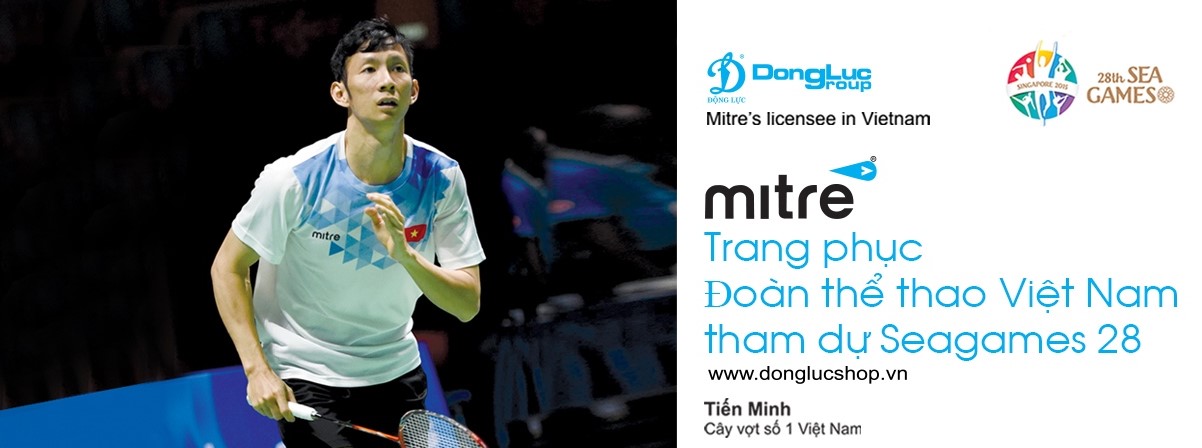 mitre
ĐỘNG LỰC
DongLuc
Group
Mitre's licensee in Vietnam
SINGAPORE 2015
28th SEA
GAMES
mitre®
Trang phục
Đoàn thể thao Việt Nam
tham dự Seagames 28
www.donglucshop.vn
Tiến Minh
Cây vợt số 1 Việt Nam